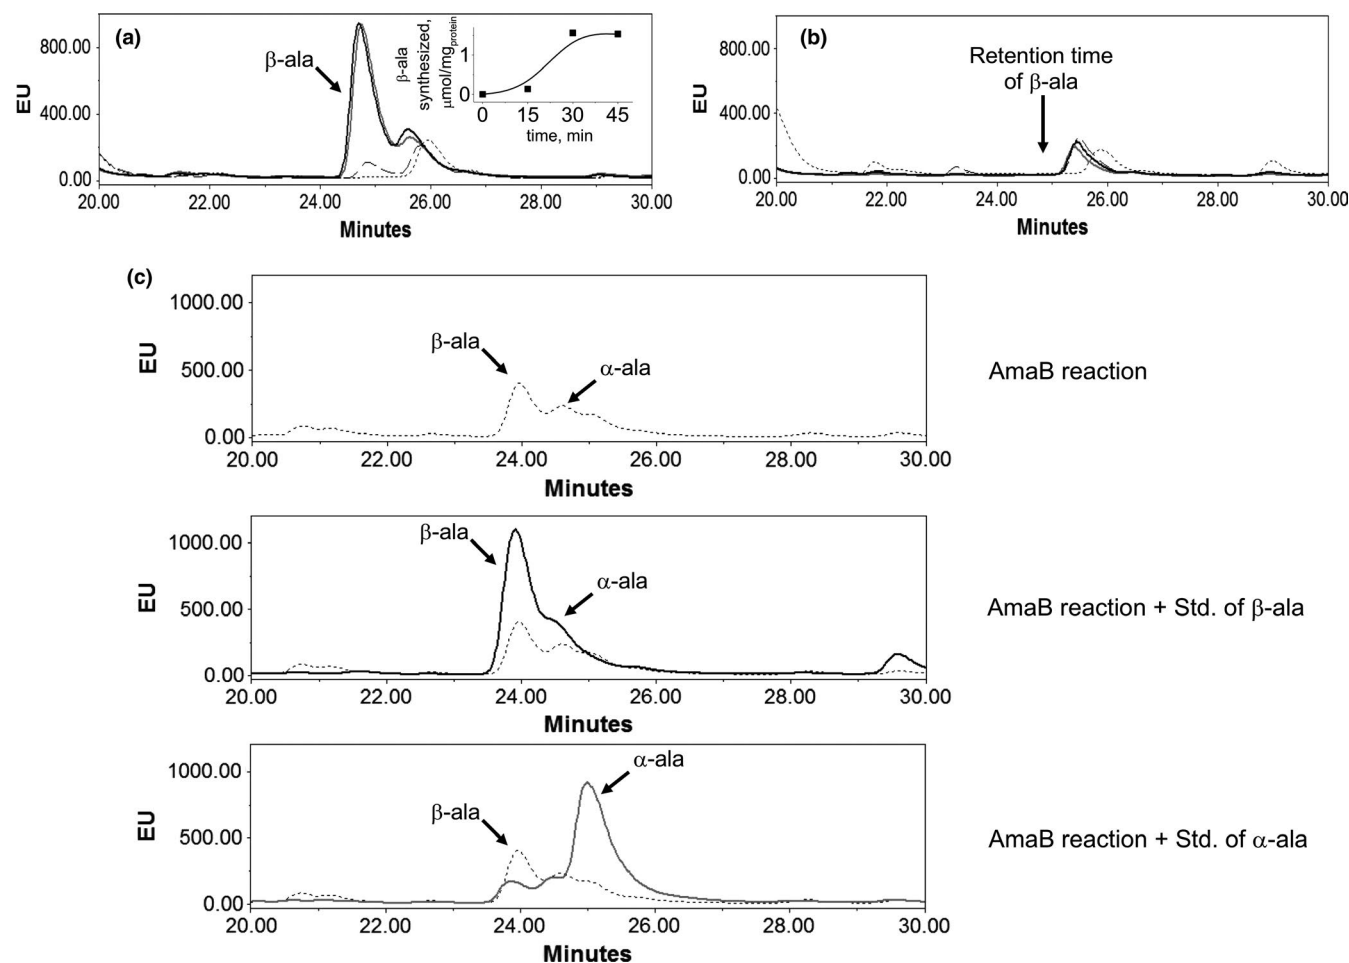 (a)
EU
800.00
400.00
0.00
β-ala
β-ala
synthesized,
μmol/mgprotein
1
0
0 15 30 45
time, min
20.00 22.00 24.00 26.00 28.00 30.00
Minutes
(b)
EU
800.00
400.00
0.00
Retention time
of β-ala
20.00 22.00 24.00 26.00 28.00 30.00
Minutes
(c)
EU
1000.00
500.00
0.00
β-ala
α-ala
20.00 22.00 24.00 26.00 28.00 30.00
Minutes
AmaB reaction
EU
1000.00
500.00
0.00
β-ala
α-ala
20.00 22.00 24.00 26.00 28.00 30.00
Minutes
AmaB reaction + Std. of β-ala
EU
1000.00
500.00
0.00
α-ala
β-ala
20.00 22.00 24.00 26.00 28.00 30.00
Minutes
AmaB reaction + Std. of α-ala